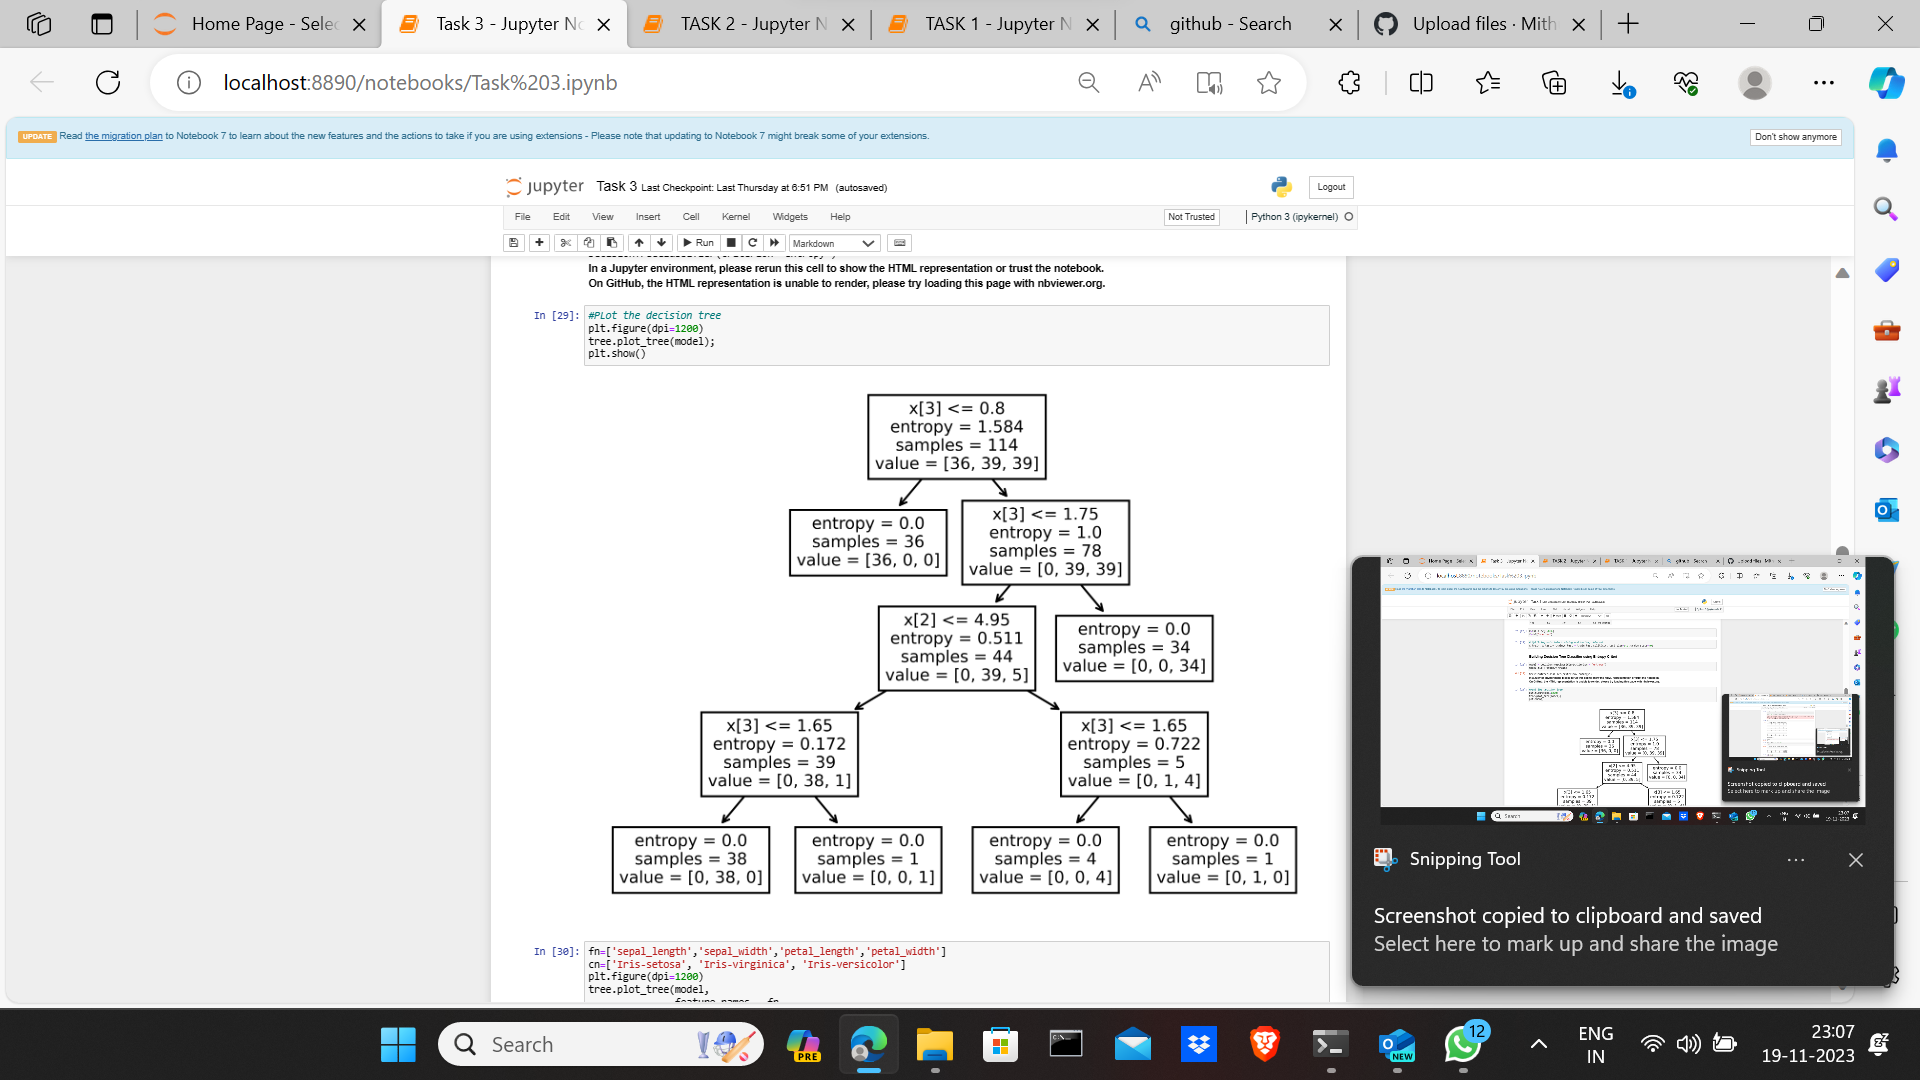 Home Page - Selec
Task 3 - Jupyter No
TASK 2 - Jupyter N
TASK 1 - Jupyter N
github - Search
Upload files · Mith
localhost:8890/notebooks/Task%203.ipynb
UPDATE Read the migration plan to Notebook 7 to learn about the new features and the actions to take if you are using extensions - Please note that updating to Notebook 7 might break some of your extensions.
Don't show anymore
jupyter Task 3 Last Checkpoint: Last Thursday at 6:51 PM (autosaved)
Logout
File Edit View Insert Cell Kernel Widgets Help
Not Trusted
Python 3 (ipykernel)
Run
Markdown
In a Jupyter environment, please rerun this cell to show the HTML representation or trust the notebook.
On GitHub, the HTML representation is unable to render, please try loading this page with nbviewer.org.
In [29]: #PLot the decision tree
plt.figure(dpi=1200)
tree.plot_tree(model);
plt.show()
x[3] <= 0.8
entropy = 1.584
samples = 114
value = [36, 39, 39]
entropy = 0.0
samples = 36
value = [36, 0, 0]
x[3] <= 1.75
entropy = 1.0
samples = 78
value = [0, 39, 39]
x[2] <= 4.95
entropy = 0.511
samples = 44
value = [0, 39, 5]
entropy = 0.0
samples = 34
value = [0, 0, 34]
x[3] <= 1.65
entropy = 0.172
samples = 39
value = [0, 38, 1]
x[3] <= 1.65
entropy = 0.722
samples = 5
value = [0, 1, 4]
entropy = 0.0
samples = 38
value = [0, 38, 0]
entropy = 0.0
samples = 1
value = [0, 0, 1]
entropy = 0.0
samples = 4
value = [0, 0, 4]
entropy = 0.0
samples = 1
value = [0, 1, 0]
In [30]: fn=['sepal_length','sepal_width','petal_length','petal_width']
cn=['Iris-setosa', 'Iris-virginica', 'Iris-versicolor']
plt.figure(dpi=1200)
tree.plot_tree(model,
Snipping Tool
Screenshot copied to clipboard and saved
Select here to mark up and share the image
Search
PRE
NEW
12
ENG
IN
23:07
19-11-2023